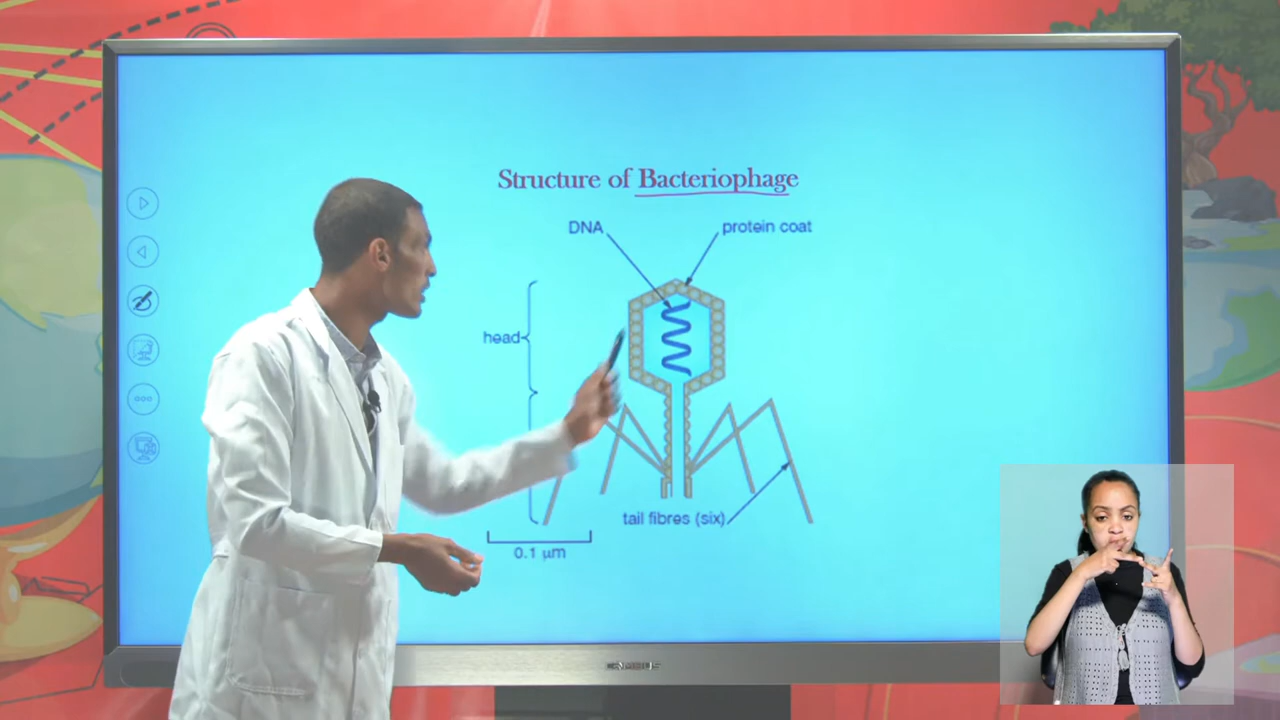 Structure of Bacteriophage
DNA
protein coat
head
tail fibres (six)
0.1 μm